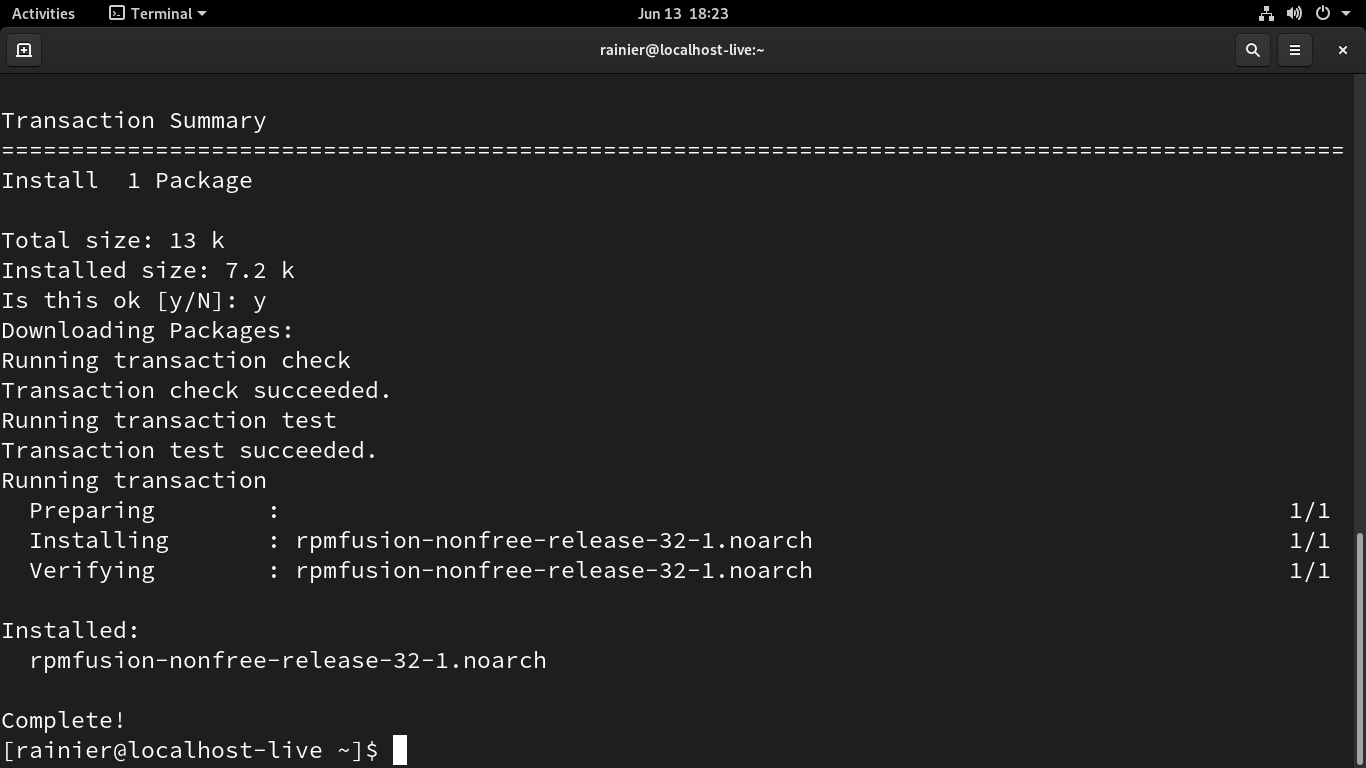 Activities Terminal Jun 13 18:23
rainier@localhost-live:~
Transaction Summary
================================================================================================
Install  1 Package
Total size: 13 k
Installed size: 7.2 k
Is this ok [y/N]: y
Downloading Packages:
Running transaction check
Transaction check succeeded.
Running transaction test
Transaction test succeeded.
Running transaction
  Preparing        :                                                                        1/1
  Installing       : rpmfusion-nonfree-release-32-1.noarch                                  1/1
  Verifying        : rpmfusion-nonfree-release-32-1.noarch                                  1/1
Installed:
  rpmfusion-nonfree-release-32-1.noarch
Complete!
[rainier@localhost-live ~]$